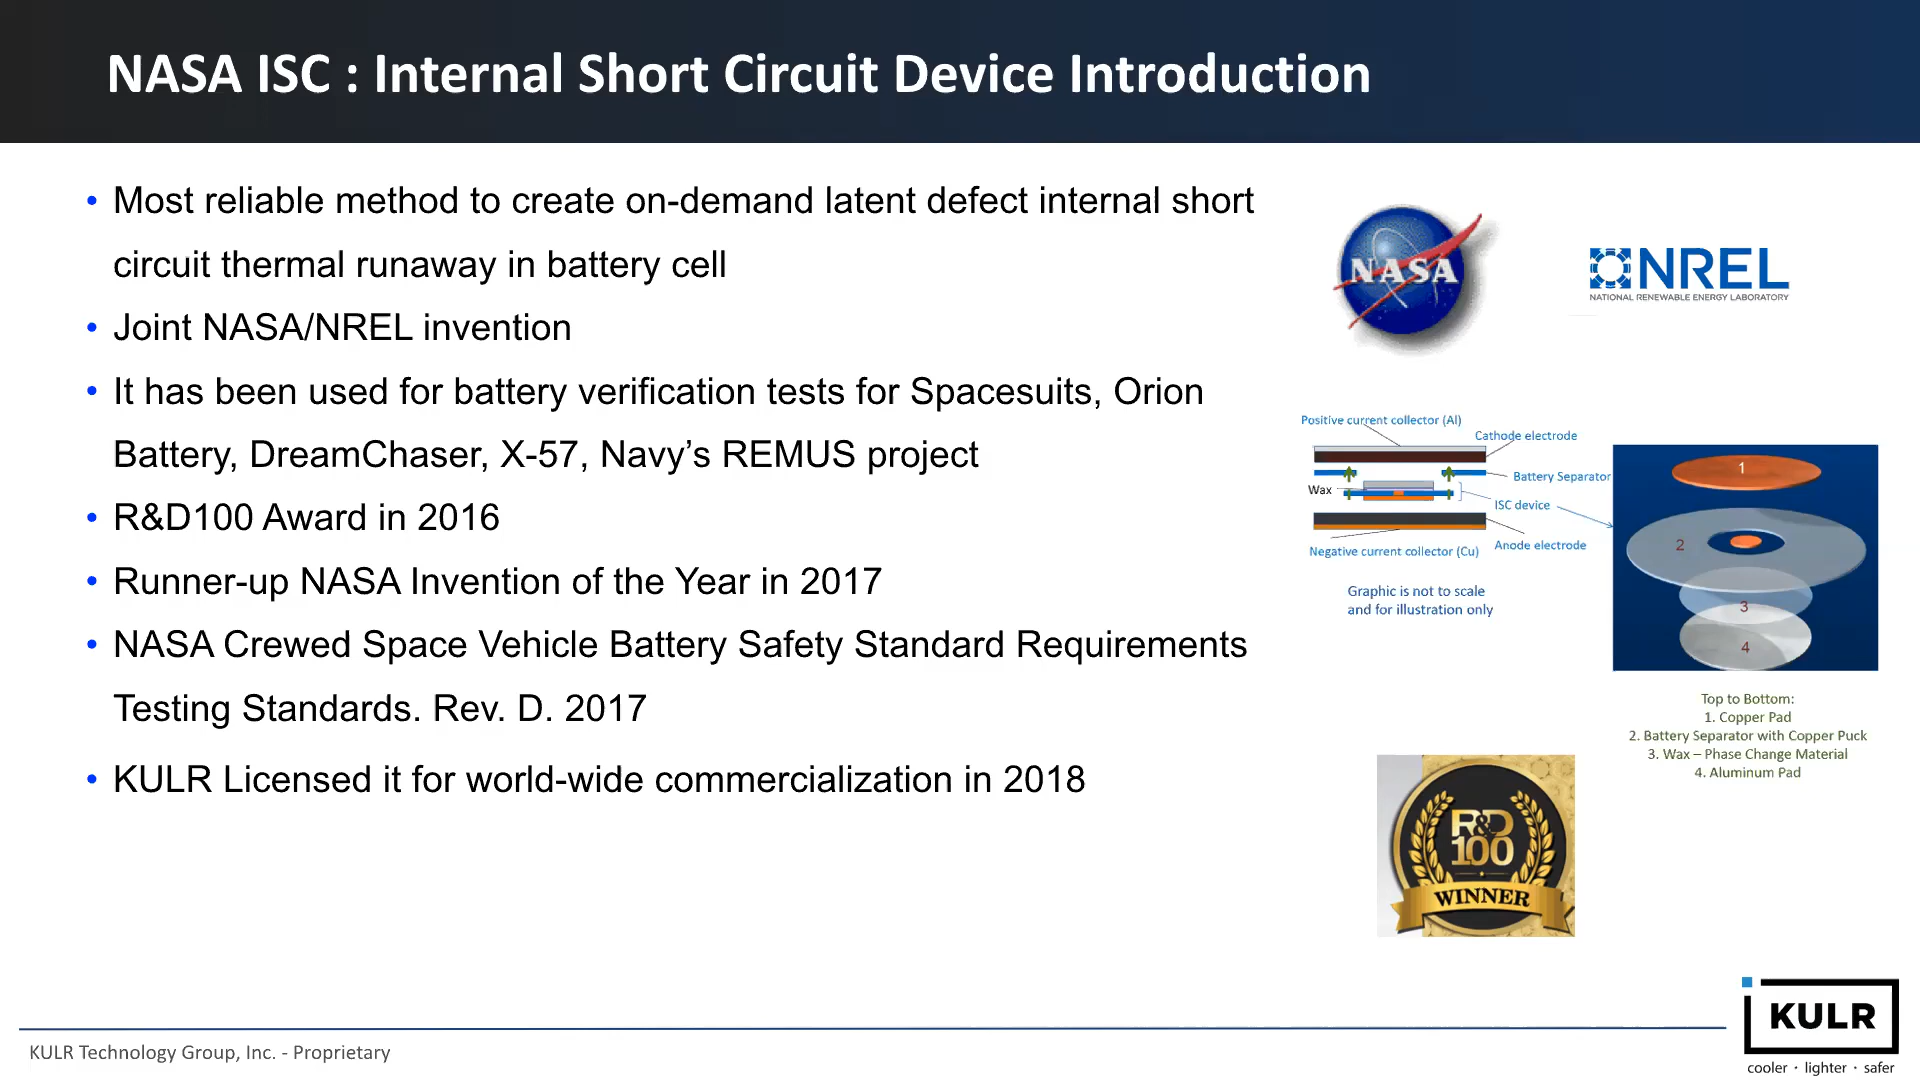 NASA ISC : Internal Short Circuit Device Introduction
• Most reliable method to create on-demand latent defect internal short
circuit thermal runaway in battery cell
• Joint NASA/NREL invention
• It has been used for battery verification tests for Spacesuits, Orion
Battery, DreamChaser, X-57, Navy’s REMUS project
• R&D100 Award in 2016
• Runner-up NASA Invention of the Year in 2017
• NASA Crewed Space Vehicle Battery Safety Standard Requirements
Testing Standards. Rev. D. 2017
• KULR Licensed it for world-wide commercialization in 2018
NASA
NREL
NATIONAL RENEWABLE ENERGY LABORATORY
Positive current collector (Al)
Cathode electrode
Battery Separator
Wax
ISC device
Anode electrode
Negative current collector (Cu)
Graphic is not to scale
and for illustration only
1
2
3
4
Top to Bottom:
1. Copper Pad
2. Battery Separator with Copper Puck
3. Wax – Phase Change Material
4. Aluminum Pad
R&D
100
WINNER
KULR Technology Group, Inc. - Proprietary
KULR
cooler · lighter · safer